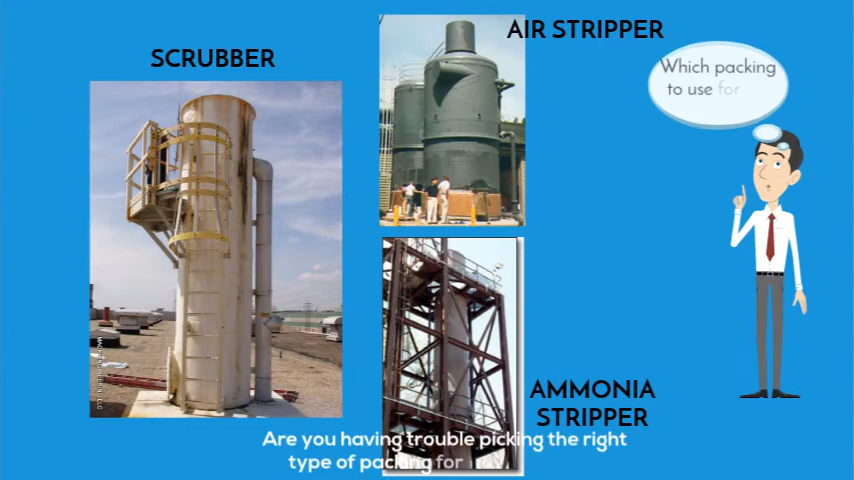 SCRUBBER
AIR STRIPPER
Which packing
to use for
AMMONIA
STRIPPER
Are you having trouble picking the right
type of packing for